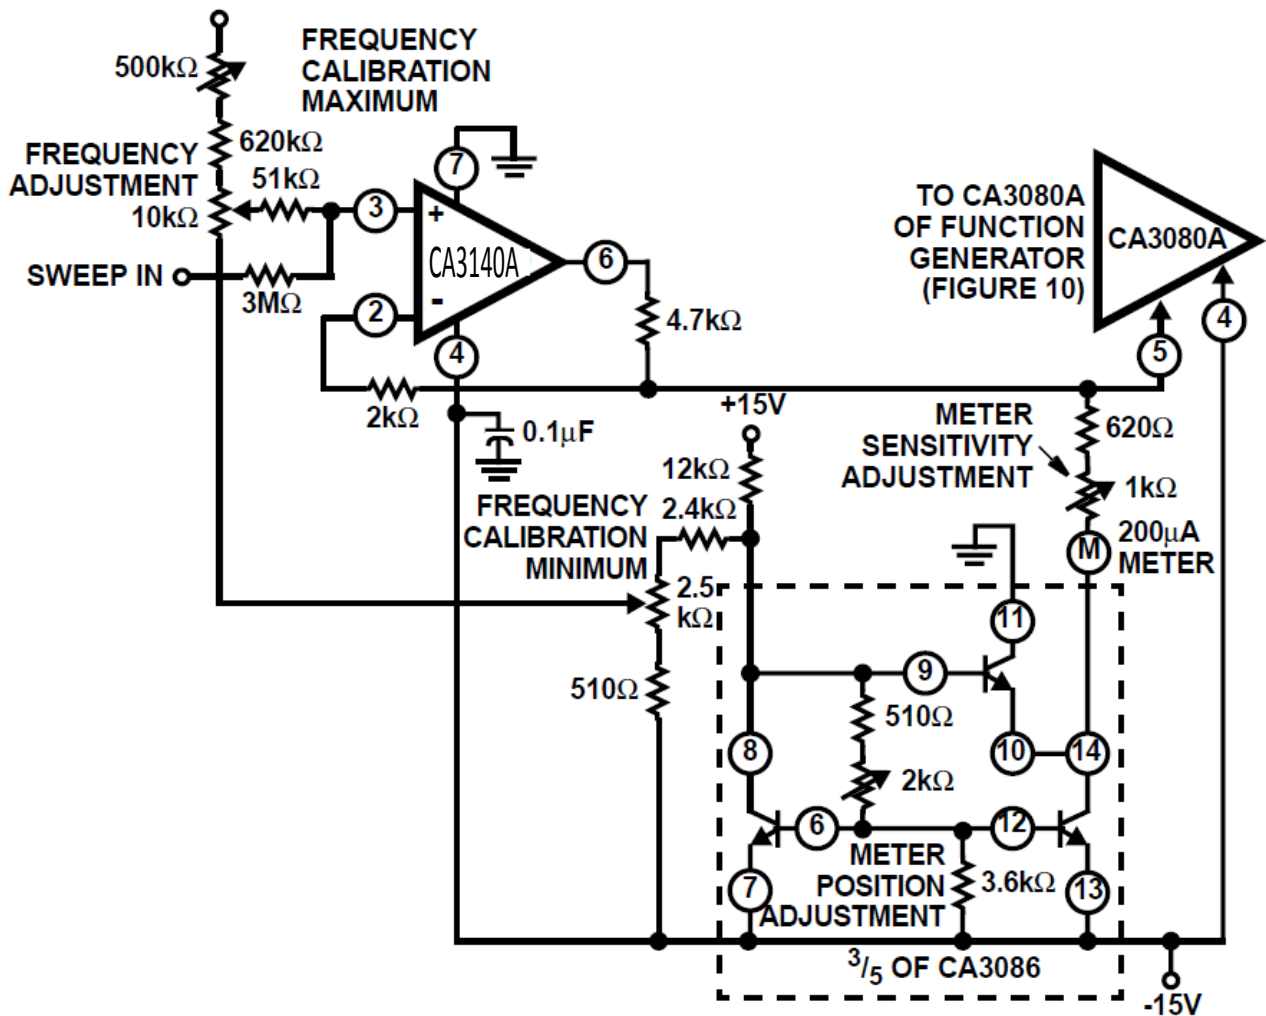 500kΩ
FREQUENCY
CALIBRATION
MAXIMUM
620kΩ
FREQUENCY
ADJUSTMENT
10kΩ
51kΩ
SWEEP IN
3MΩ
7
3
+
CA3140A
-
2
4
6
4.7kΩ
2kΩ
0.1μF
TO CA3080A
OF FUNCTION
GENERATOR
(FIGURE 10)
CA3080A
4
5
+15V
12kΩ
2.4kΩ
FREQUENCY
CALIBRATION
MINIMUM
2.5
kΩ
510Ω
METER
SENSITIVITY
ADJUSTMENT
620Ω
1kΩ
M
200μA
METER
11
9
510Ω
10
14
8
2kΩ
6
12
METER
POSITION
ADJUSTMENT
7
3.6kΩ
13
3/5 OF CA3086
-15V